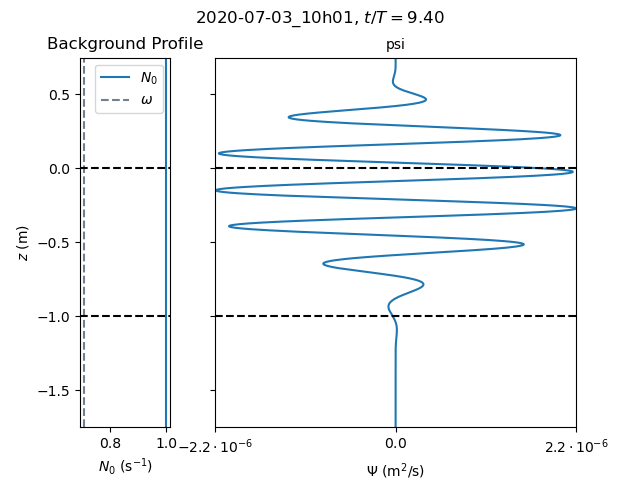 2020-07-03_10h01, t/T = 9.40
Background Profile
psi
N₀
ω
0.5
0.0
−0.5
−1.0
−1.5
z (m)
0.8
1.0
N₀ (s⁻¹)
−2.2 · 10⁻⁶
0.0
2.2 · 10⁻⁶
Ψ (m²/s)